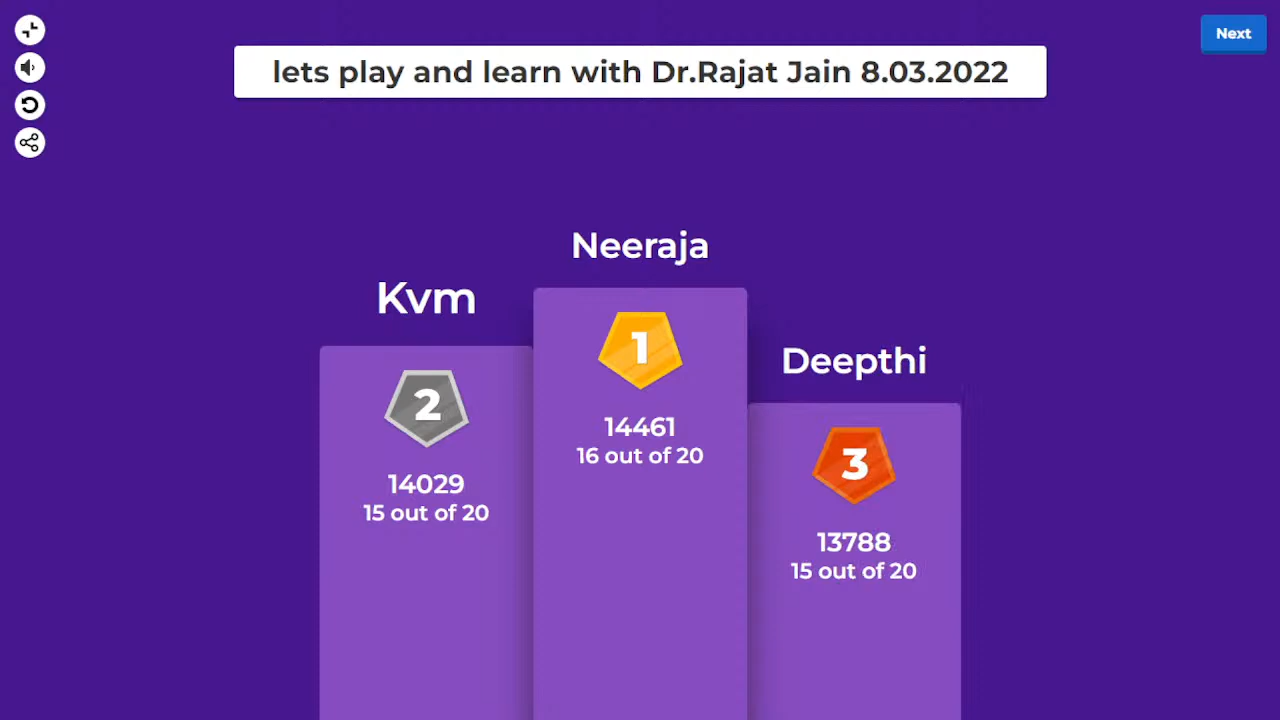 Next
lets play and learn with Dr.Rajat Jain 8.03.2022
Neeraja
1
14461
16 out of 20
Kvm
2
14029
15 out of 20
Deepthi
3
13788
15 out of 20